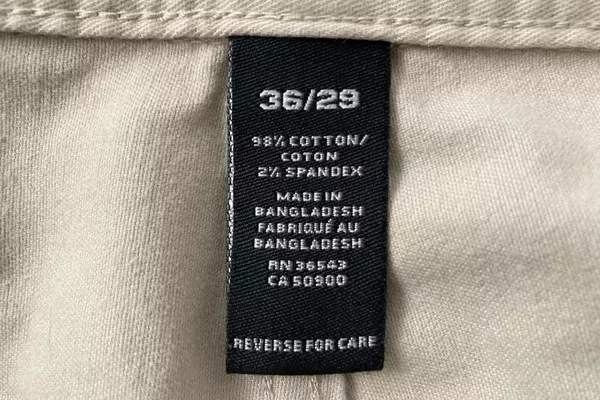 36/29
98% COTTON/
COTON
2% SPANDEX
MADE IN
BANGLADESH
FABRIQUÉ AU
BANGLADESH
RN 36543
CA 50900
REVERSE FOR CARE